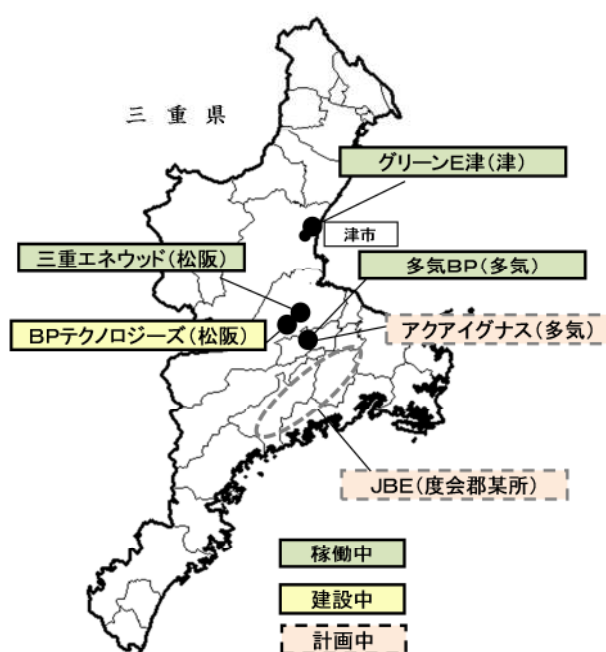 三重県
グリーンE津(津)
津市
三重エネウッド(松阪)
多気BP(多気)
BPテクノロジーズ(松阪)
アクアイグナス(多気)
JBE(度会郡某所)
稼働中
建設中
計画中